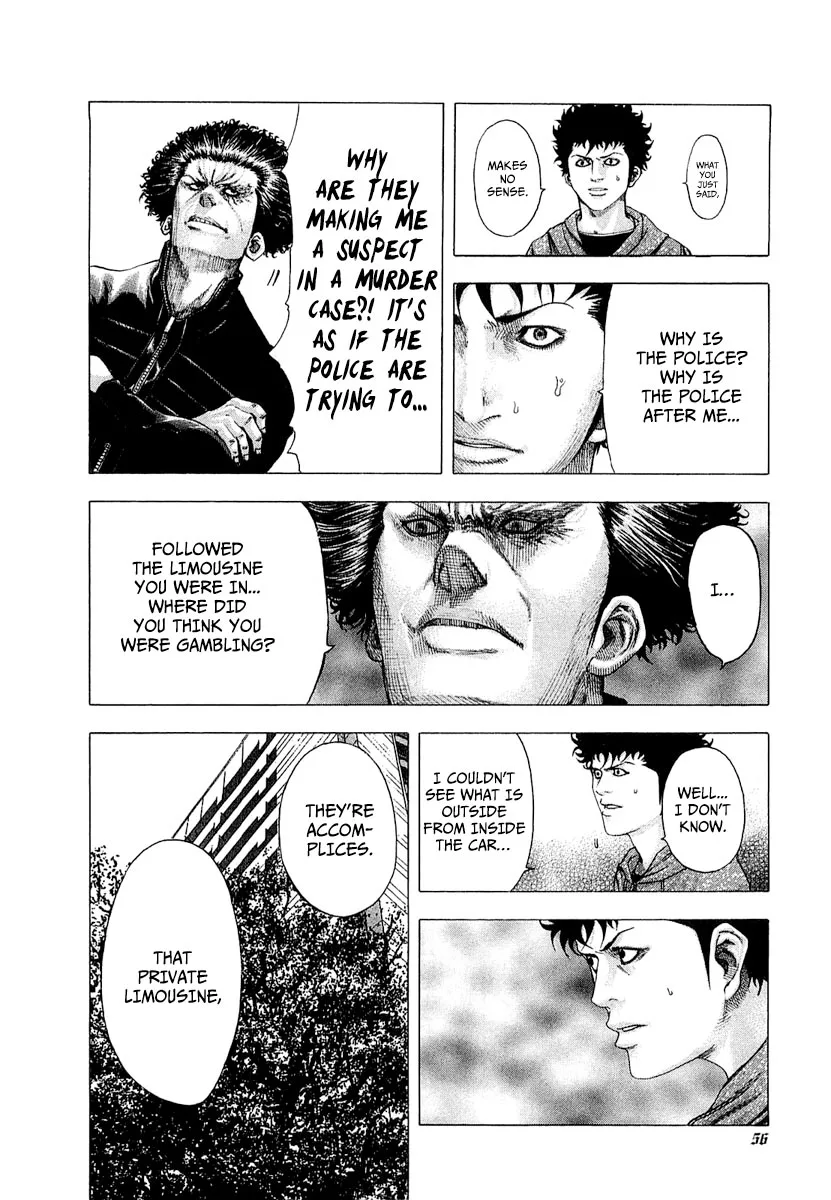 WHAT
YOU
JUST
SAID,
MAKES
NO
SENSE.
WHY IS
THE POLICE?
WHY IS
THE POLICE
AFTER ME...
WHY
ARE THEY
MAKING ME
A SUSPECT
IN A MURDER
CASE?! IT'S
AS IF THE
POLICE ARE
TRYING TO...
I...
FOLLOWED
THE LIMOUSINE
YOU WERE IN...
WHERE DID
YOU THINK YOU
WERE GAMBLING?
WELL...
I DON'T
KNOW.
I COULDN'T
SEE WHAT IS
OUTSIDE
FROM INSIDE
THE CAR...
THEY'RE
ACCOM-
PLICES.
THAT
PRIVATE
LIMOUSINE,
56